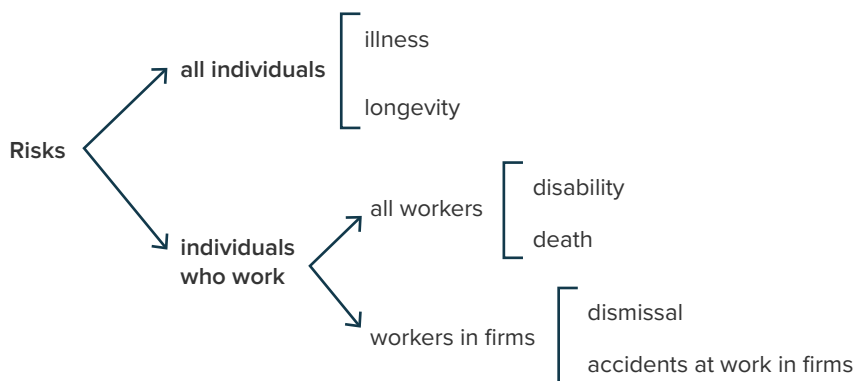 Risks
all individuals
illness
longevity
individuals
who work
all workers
disability
death
workers in firms
dismissal
accidents at work in firms